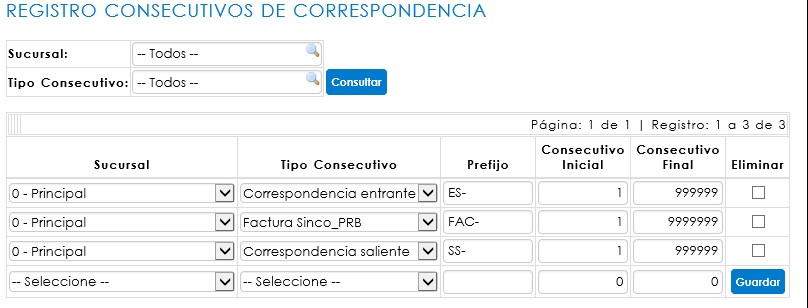 REGISTRO CONSECUTIVOS DE CORRESPONDENCIA
Sucursal: -- Todos --
Tipo Consecutivo: -- Todos -- Consultar
Página: 1 de 1 | Registro: 1 a 3 de 3
Sucursal Tipo Consecutivo Prefijo Consecutivo Inicial Consecutivo Final Eliminar
0 - Principal Correspondencia entrante ES- 1 999999
0 - Principal Factura Sinco_PRB FAC- 1 9999999
0 - Principal Correspondencia saliente SS- 1 999999
-- Seleccione -- -- Seleccione -- 0 0 Guardar